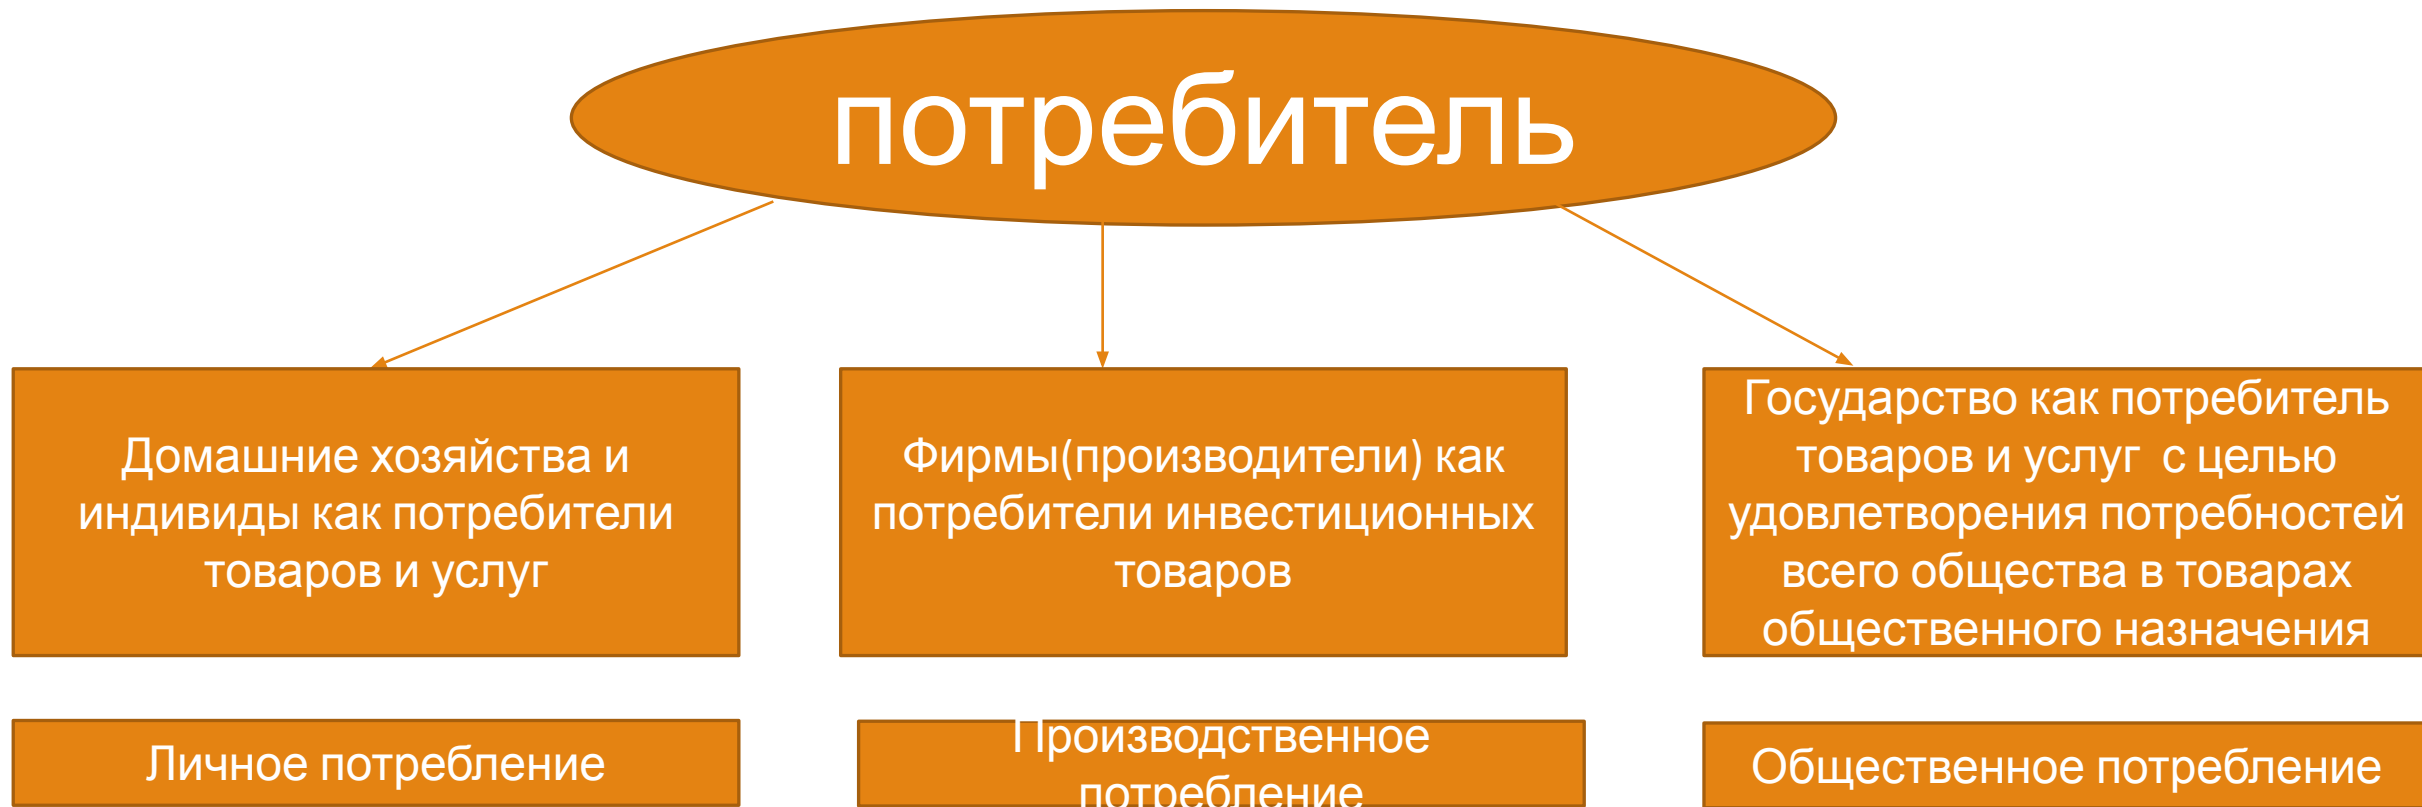 потребитель
Домашние хозяйства и
индивиды как потребители
товаров и услуг
Фирмы(производители) как
потребители инвестиционных
товаров
Государство как потребитель
товаров и услуг  с целью
удовлетворения потребностей
всего общества в товарах
общественного назначения
Личное потребление
Производственное
потребление
Общественное потребление